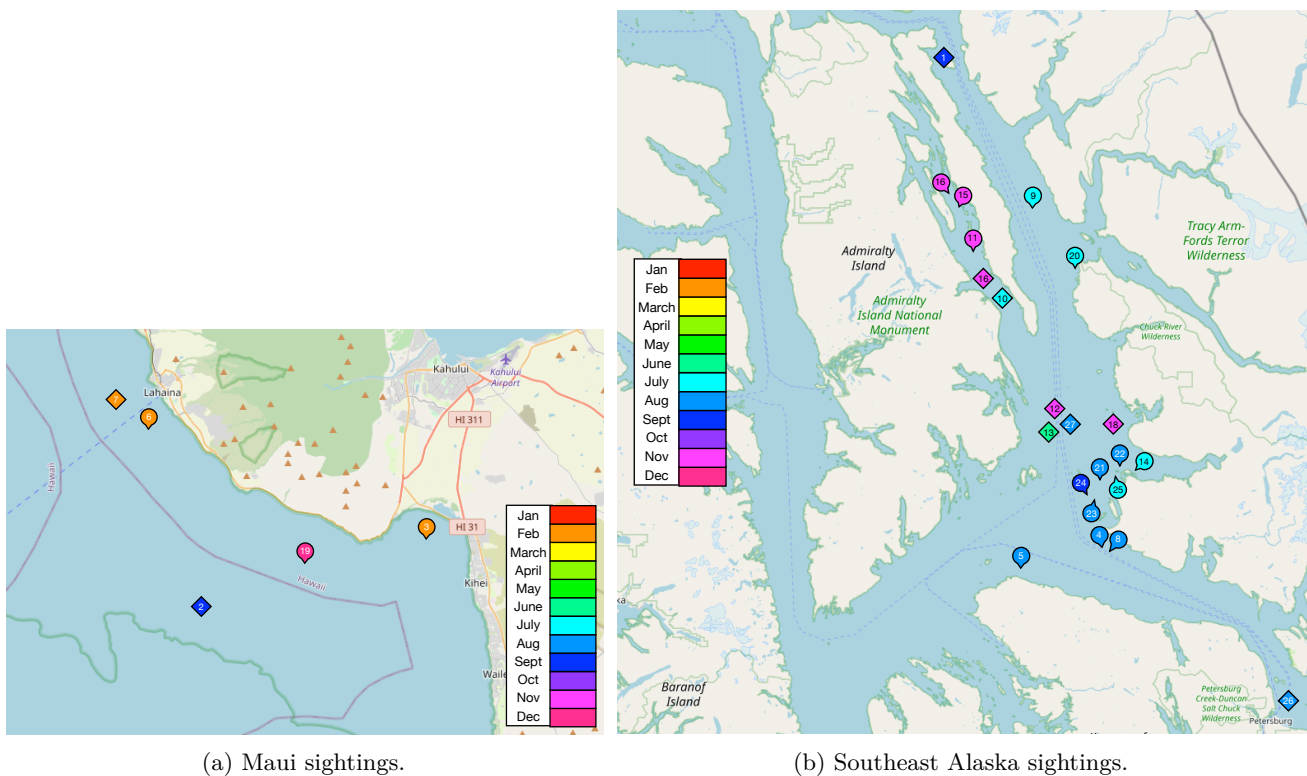 Lahaina
Kahului
Kahului
Airport
HI 311
HI 31
Kihei
Waile
Hawaii
Hawaii
7
6
3
19
2
Jan
Feb
March
April
May
June
July
Aug
Sept
Oct
Nov
Dec
(a) Maui sightings.
1
16
15
9
11
20
16
10
Admiralty
Island
Admiralty
Island National
Monument
Tracy Arm-
Fords Terror
Wilderness
Chuck River
Wilderness
Jan
Feb
March
April
May
June
July
Aug
Sept
Oct
Nov
Dec
12
13
27
18
22
14
21
24
25
23
4
8
5
ka
Baranof
Island
Petersburg
Creek-Duncan
Salt Chuck
Wilderness
26
Petersburg
(b) Southeast Alaska sightings.